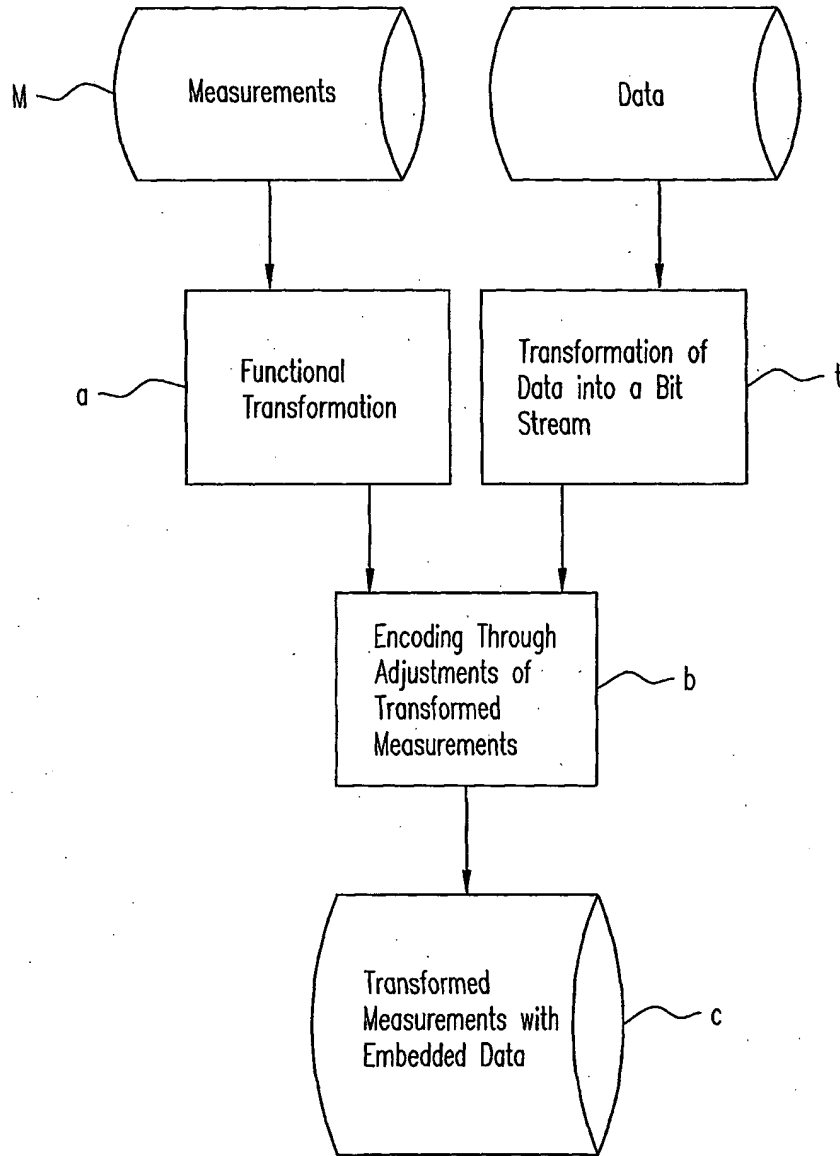 M
Measurements
Data
a
Functional
Transformation
Transformation of
Data into a Bit
Stream
t
Encoding Through
Adjustments of
Transformed
Measurements
b
Transformed
Measurements with
Embedded Data
c